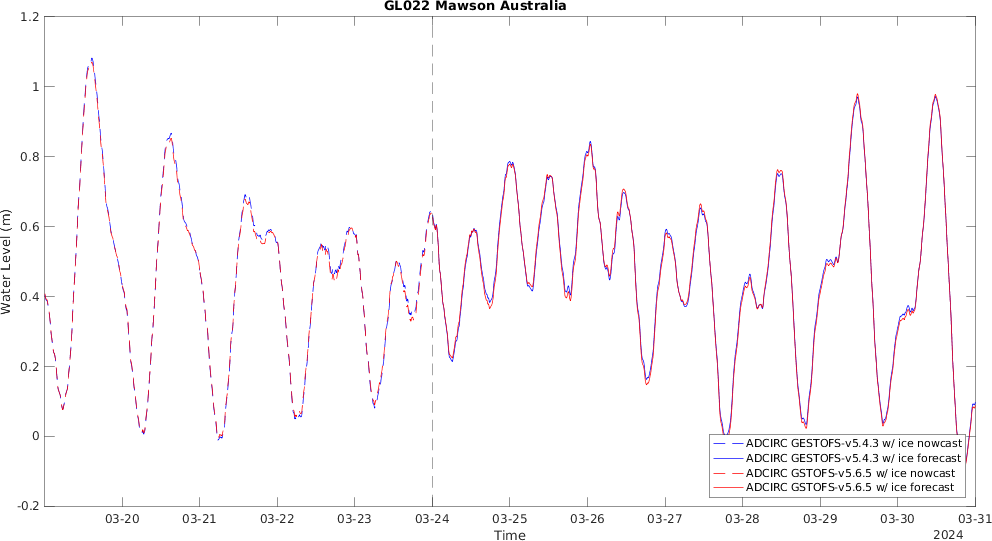 GL022 Mawson Australia
1.2
1
0.8
0.6
0.4
0.2
0
-0.2
Water Level (m)
ADCIRC GESTOFS-v5.4.3 w/ ice nowcast
ADCIRC GESTOFS-v5.4.3 w/ ice forecast
ADCIRC GSTOFS-v5.6.5 w/ ice nowcast
ADCIRC GSTOFS-v5.6.5 w/ ice forecast
03-20 03-21 03-22 03-23 03-24 03-25 03-26 03-27 03-28 03-29 03-30 03-31
Time
2024